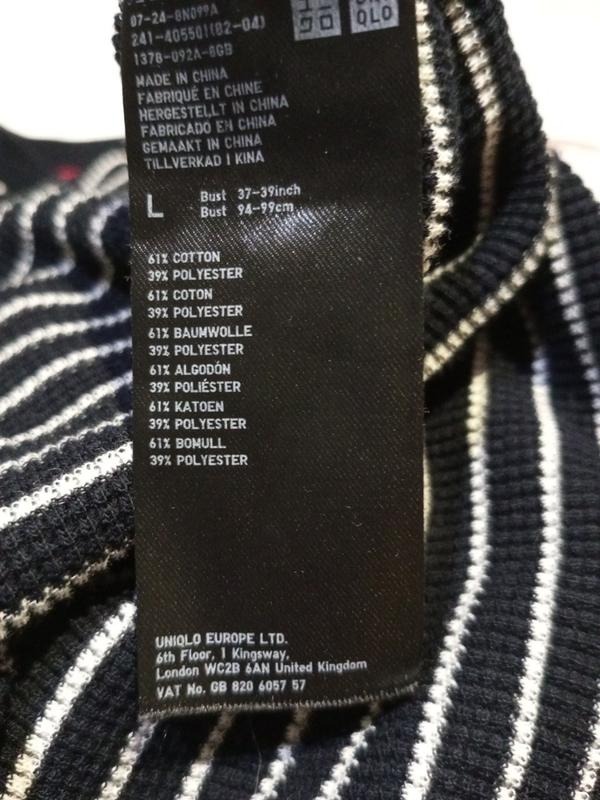 07-24-8N099A
241-405501(82-04)
1378-092A-8GB
UNI
QLO
MADE IN CHINA
FABRIQUÉ EN CHINE
HERGESTELLT IN CHINA
FABRICADO EN CHINA
GEMAAKT IN CHINA
TILLVERKAD I KINA
L
Bust 37-39inch
Bust 94-99cm
61% COTTON
39% POLYESTER
61% COTON
39% POLYESTER
61% BAUMWOLLE
39% POLYESTER
61% ALGODÓN
39% POLIÉSTER
61% KATOEN
39% POLYESTER
61% BOMULL
39% POLYESTER
UNIQLO EUROPE LTD.
6th Floor, 1 Kingsway,
London WC2B 6AN United Kingdom
VAT No. GB 820 6057 57